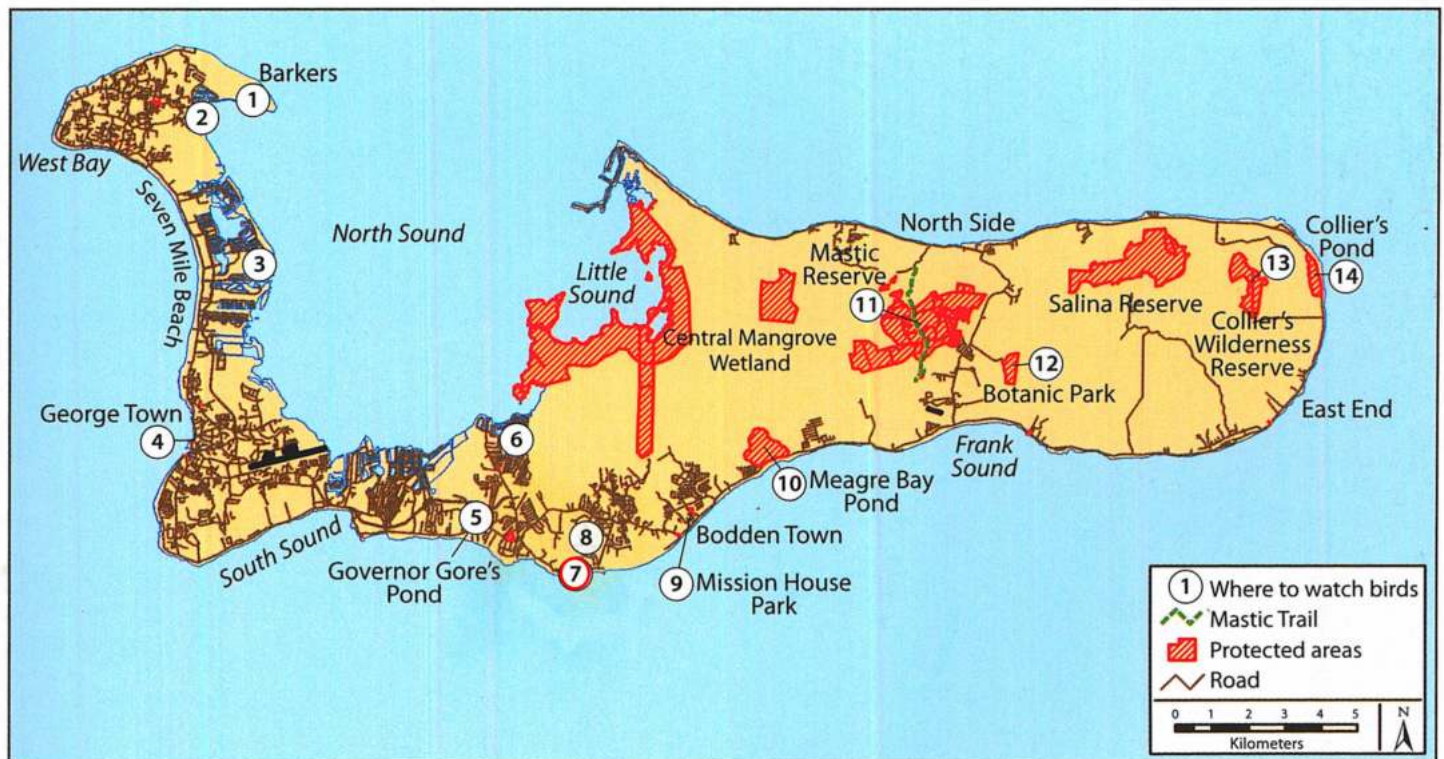 Barkers
1
2
West Bay
Seven Mile Beach
North Sound
3
Little
Sound
North Side
Mastic
Reserve
11
Collier's
Pond
13
14
Salina Reserve
Central Mangrove
Wetland
Collier's
Wilderness
Reserve
12
Botanic Park
George Town
4
East End
6
Frank
Sound
10
Meagre Bay
Pond
5
8
South Sound
Governor Gore's
Pond
7
Bodden Town
9
Mission House
Park
1 Where to watch birds
Mastic Trail
Protected areas
Road
0 1 2 3 4 5
Kilometers
N